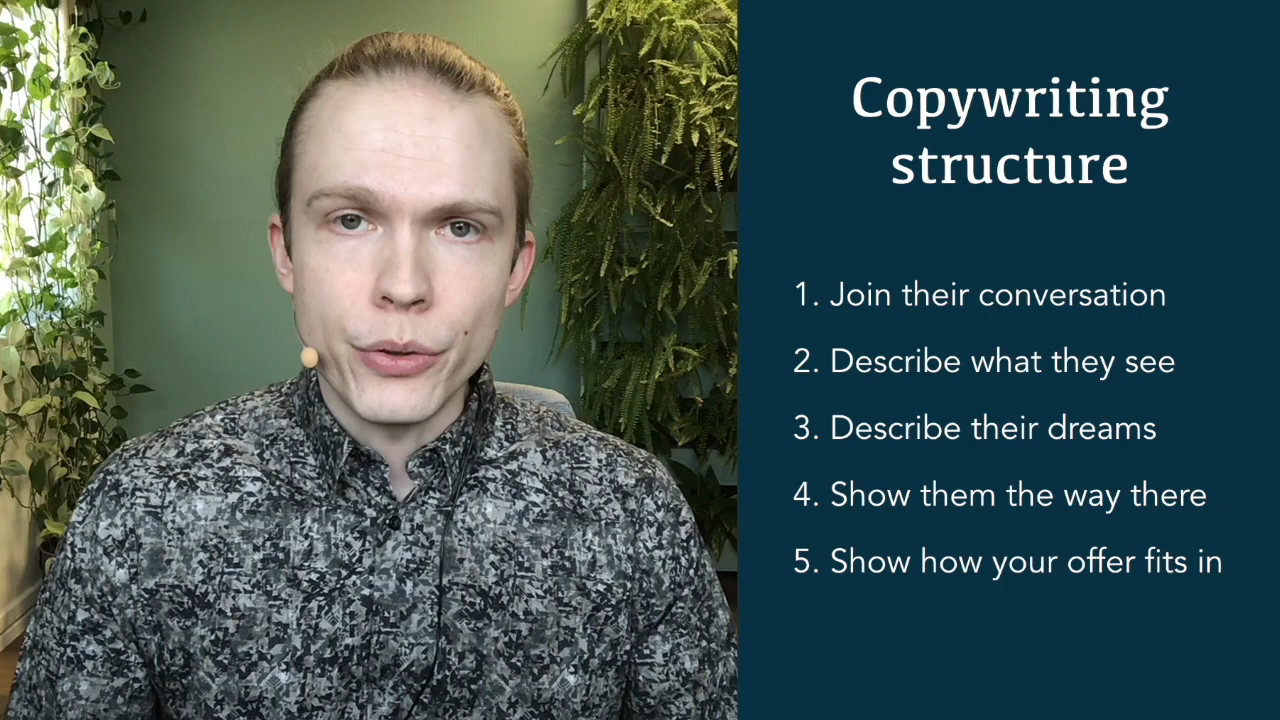 Copywriting
structure
1. Join their conversation
2. Describe what they see
3. Describe their dreams
4. Show them the way there
5. Show how your offer fits in